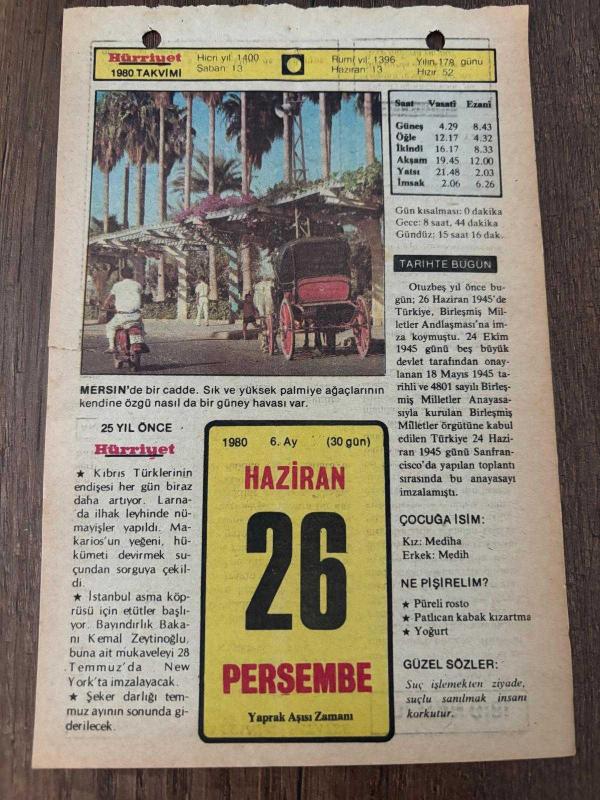 Hürriyet
1980 TAKVİMİ
Hicri yıl: 1400
Şaban: 13
Rumi yıl: 1396
Haziran: 13
Yılın 178. günü
Hızır 52
Saat Vasatî Ezanî
Güneş 4.29 8.43
Öğle 12.17 4.32
İkindi 16.17 8.33
Akşam 19.45 12.00
Yatsı 21.48 2.03
İmsak 2.06 6.26
Gün kısalması: 0 dakika
Gece: 8 saat, 44 dakika
Gündüz: 15 saat 16 dak.
MERSIN'de bir cadde. Sık ve yüksek palmiye ağaçlarının
kendine özgü nasıl da bir güney havası var.
TARIHTE BUGÜN
Otuzbeş yıl önce bu-
gün; 26 Haziran 1945'de
Türkiye, Birleşmiş Mil-
letler Andlaşması'na im-
za koymuştu. 24 Ekim
1945 günü beş büyük
devlet tarafından onay-
lanan 18 Mayıs 1945 ta-
rihli ve 4801 sayılı Birleş-
miş Milletler Anayasa-
sıyla kurulan Birleşmiş
Milletler örgütüne kabul
edilen Türkiye 24 Hazi-
ran 1945 günü Sanfran-
cisco'da yapılan toplantı
sırasında bu anayasayı
imzalamıştı.
25 YIL ÖNCE
Hürriyet
★ Kıbrıs Türklerinin
endişesi her gün biraz
daha artıyor. Larna-
'da ilhak leyhinde nü-
mayişler yapıldı. Ma-
karios'un yeğeni, hü-
kümeti devirmek su-
çundan sorguya çekil-
di.
★ İstanbul asma köp-
rüsü için etütler başlı-
yor. Bayındırlık Baka-
nı Kemal Zeytinoğlu,
buna ait mukaveleyi 28
Temmuz'da New
York'ta imzalayacak.
★ Şeker darlığı tem-
muz ayının sonunda gi-
derilecek.
1980 6. Ay (30 gün)
HAZİRAN
26
PERŞEMBE
Yaprak Aşısı Zamanı
ÇOCUĞA İSİM:
Kız: Mediha
Erkek: Medih
NE PİŞİRELİM?
★ Püreli rosto
★ Patlıcan kabak kızartma
★ Yoğurt
GÜZEL SÖZLER:
Suç işlemekten ziyade,
suçlu sanılmak insanı
korkutur.